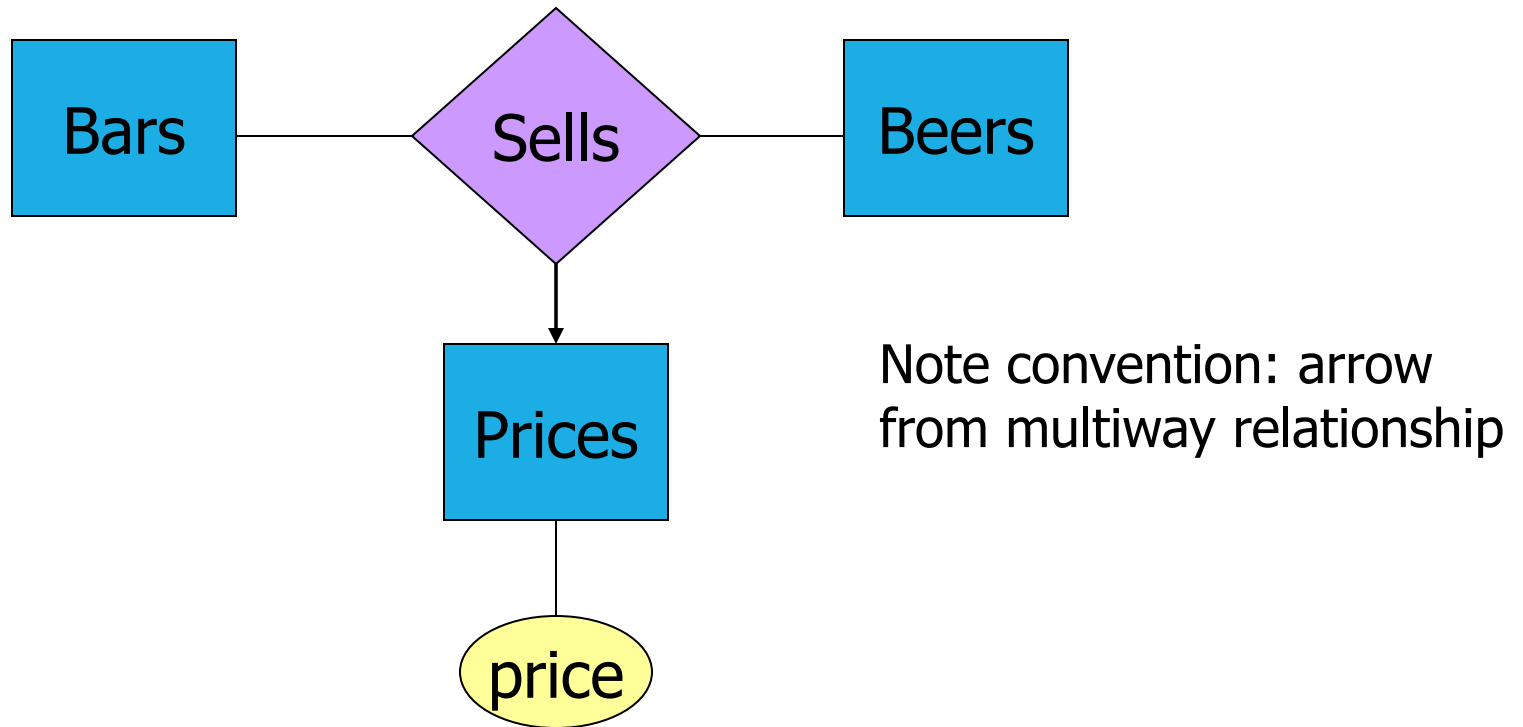 Bars
Sells
Beers
Prices
Note convention: arrow
from multiway relationship
price